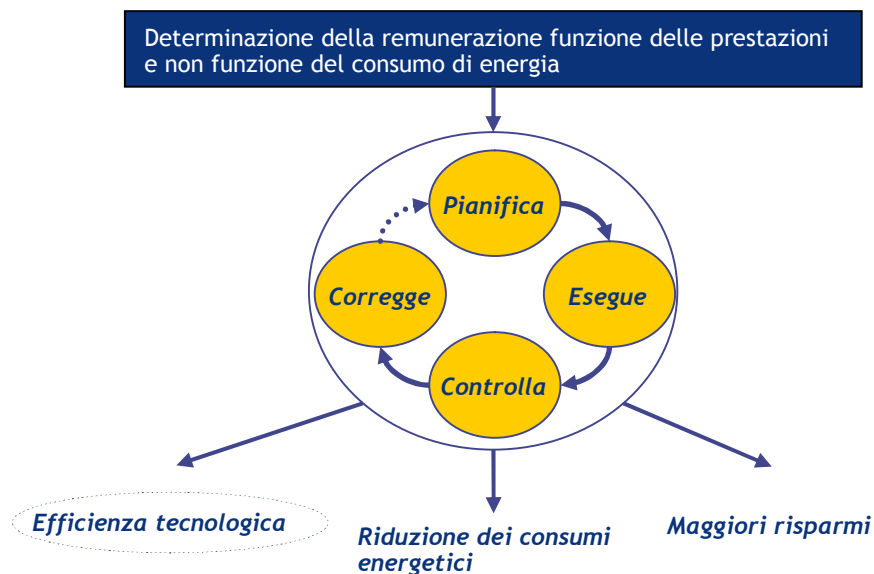 Determinazione della remunerazione funzione delle prestazioni
e non funzione del consumo di energia
Pianifica
Corregge
Esegue
Controlla
Efficienza tecnologica
Riduzione dei consumi
energetici
Maggiori risparmi